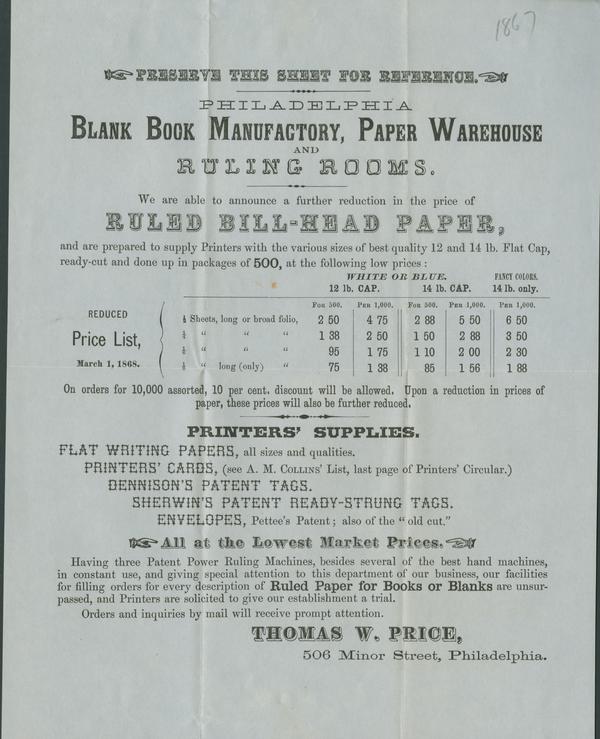 1867
PRESERVE THIS SHEET FOR REFERENCE.
PHILADELPHIA
BLANK BOOK MANUFACTORY, PAPER WAREHOUSE
AND
RULING ROOMS.
We are able to announce a further reduction in the price of
RULED BILL-HEAD PAPER,
and are prepared to supply Printers with the various sizes of best quality 12 and 14 lb. Flat Cap,
ready-cut and done up in packages of 500, at the following low prices:
WHITE OR BLUE. FANCY COLORS.
12 lb. CAP. 14 lb. CAP. 14 lb. only.
FOR 500. PER 1,000. FOR 500. PER 1,000. PER 1,000.
REDUCED
Price List,
March 1, 1868.
Sheets, long or broad folio, 2 50 4 75 2 88 5 50 6 50
" " " 1 38 2 50 1 50 2 88 3 50
" " " 95 1 75 1 10 2 00 2 30
" long (only) " 75 1 38 85 1 56 1 88
On orders for 10,000 assorted, 10 per cent. discount will be allowed. Upon a reduction in prices of
paper, these prices will also be further reduced.
PRINTERS' SUPPLIES.
FLAT WRITING PAPERS, all sizes and qualities.
PRINTERS' CARDS, (see A. M. COLLINS' List, last page of Printers' Circular.)
DENNISON'S PATENT TAGS.
SHERWIN'S PATENT READY-STRUNG TAGS.
ENVELOPES, Pettee's Patent; also of the "old cut."
All at the Lowest Market Prices.
Having three Patent Power Ruling Machines, besides several of the best hand machines,
in constant use, and giving special attention to this department of our business, our facilities
for filling orders for every description of Ruled Paper for Books or Blanks are unsur-
passed, and Printers are solicited to give our establishment a trial.
Orders and inquiries by mail will receive prompt attention.
THOMAS W. PRICE,
506 Minor Street, Philadelphia.